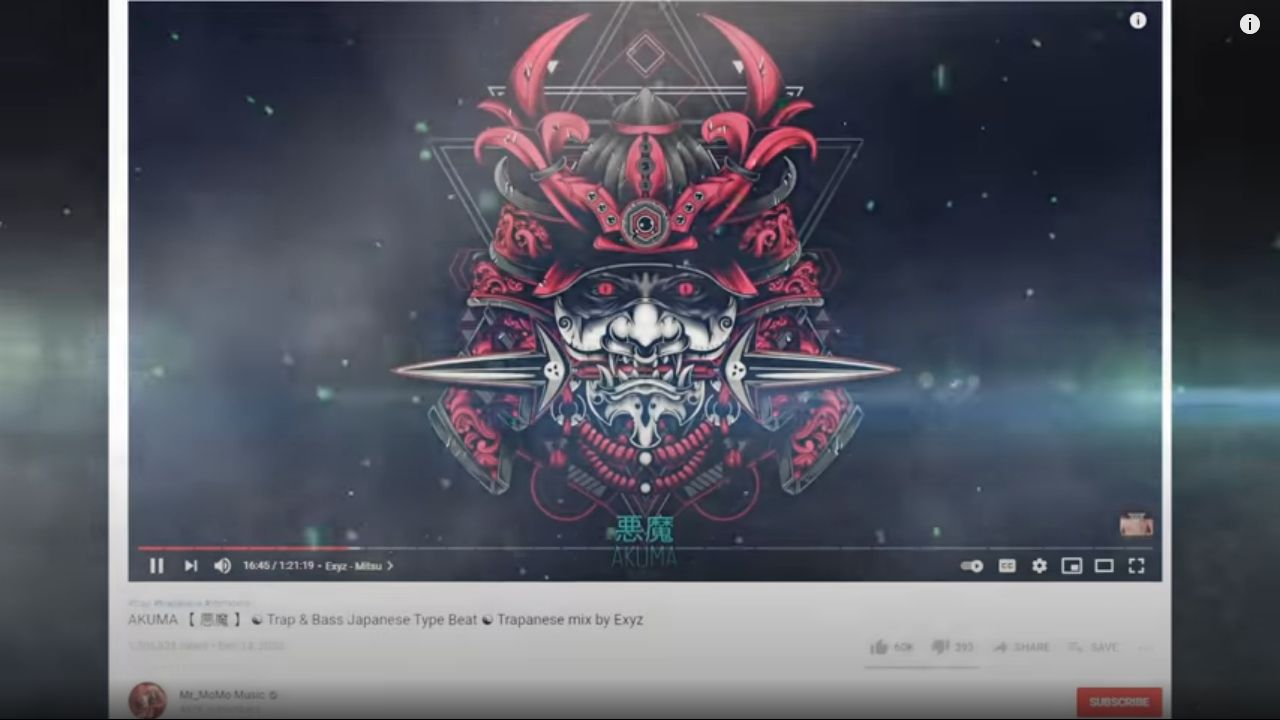 悪魔
AKUMA
16:45 / 1:21:19 • Exyz - Mitsu
CC
AKUMA 【 悪魔 】 ☯ Trap & Bass Japanese Type Beat ☯ Trapanese mix by Exyz
60K 393 SHARE SAVE
Mr_MoMo Music
SUBSCRIBE